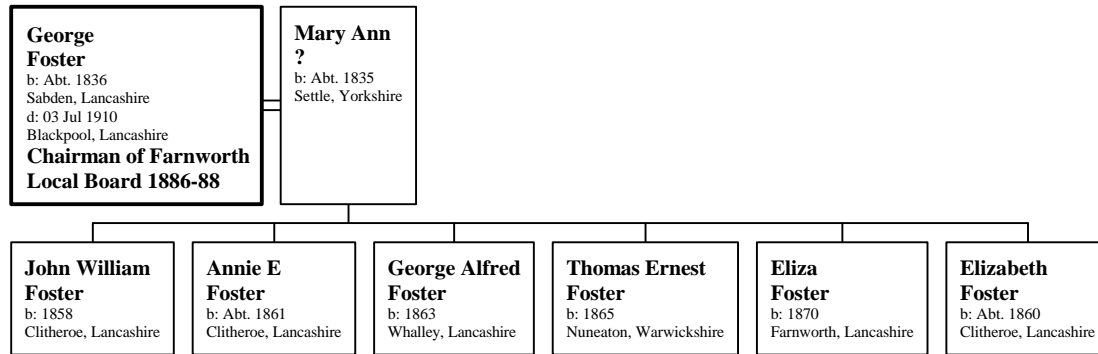 George
Foster
b: Abt. 1836
Sabden, Lancashire
d: 03 Jul 1910
Blackpool, Lancashire
Chairman of Farnworth
Local Board 1886-88
Mary Ann
?
b: Abt. 1835
Settle, Yorkshire
John William
Foster
b: 1858
Clitheroe, Lancashire
Annie E
Foster
b: Abt. 1861
Clitheroe, Lancashire
George Alfred
Foster
b: 1863
Whalley, Lancashire
Thomas Ernest
Foster
b: 1865
Nuneaton, Warwickshire
Eliza
Foster
b: 1870
Farnworth, Lancashire
Elizabeth
Foster
b: Abt. 1860
Clitheroe, Lancashire